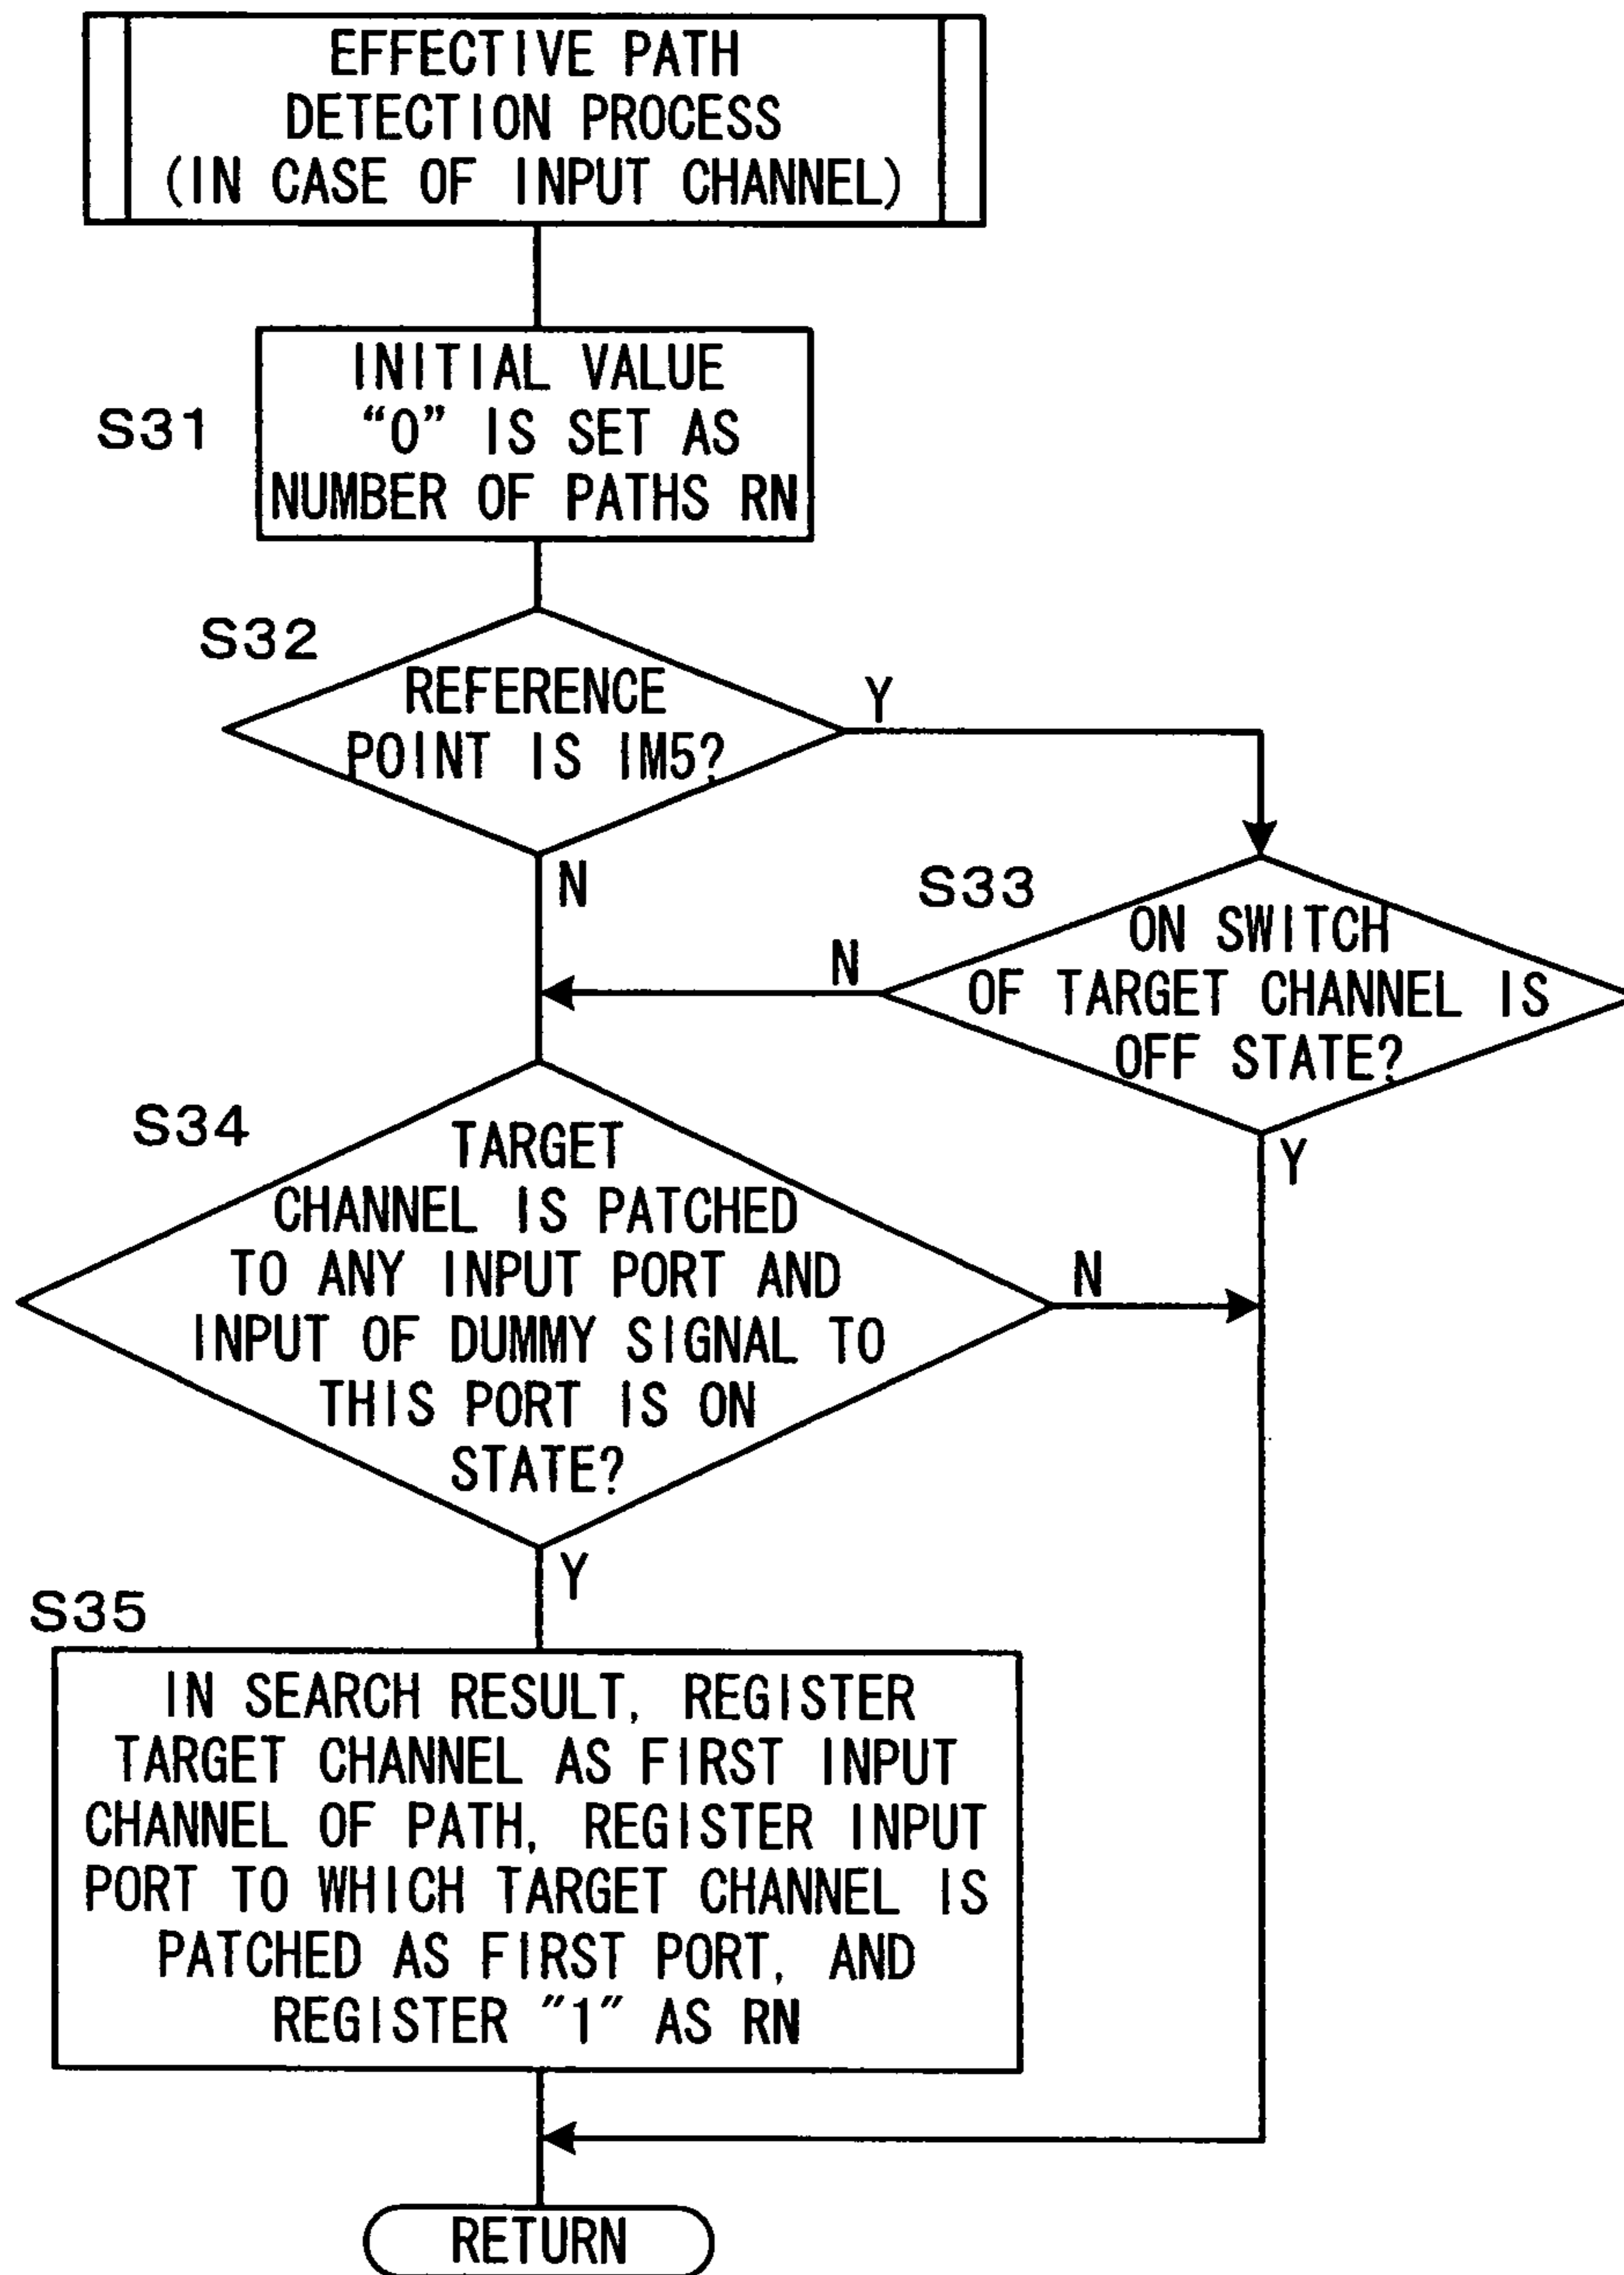 EFFECTIVE PATH
DETECTION PROCESS
(IN CASE OF INPUT CHANNEL)
S31
INITIAL VALUE
“0” IS SET AS
NUMBER OF PATHS RN
S32
REFERENCE
POINT IS IM5?
Y
N
S33
ON SWITCH
OF TARGET CHANNEL IS
OFF STATE?
N
Y
S34
TARGET
CHANNEL IS PATCHED
TO ANY INPUT PORT AND
INPUT OF DUMMY SIGNAL TO
THIS PORT IS ON
STATE?
N
Y
S35
IN SEARCH RESULT, REGISTER
TARGET CHANNEL AS FIRST INPUT
CHANNEL OF PATH, REGISTER INPUT
PORT TO WHICH TARGET CHANNEL IS
PATCHED AS FIRST PORT, AND
REGISTER "1" AS RN
RETURN